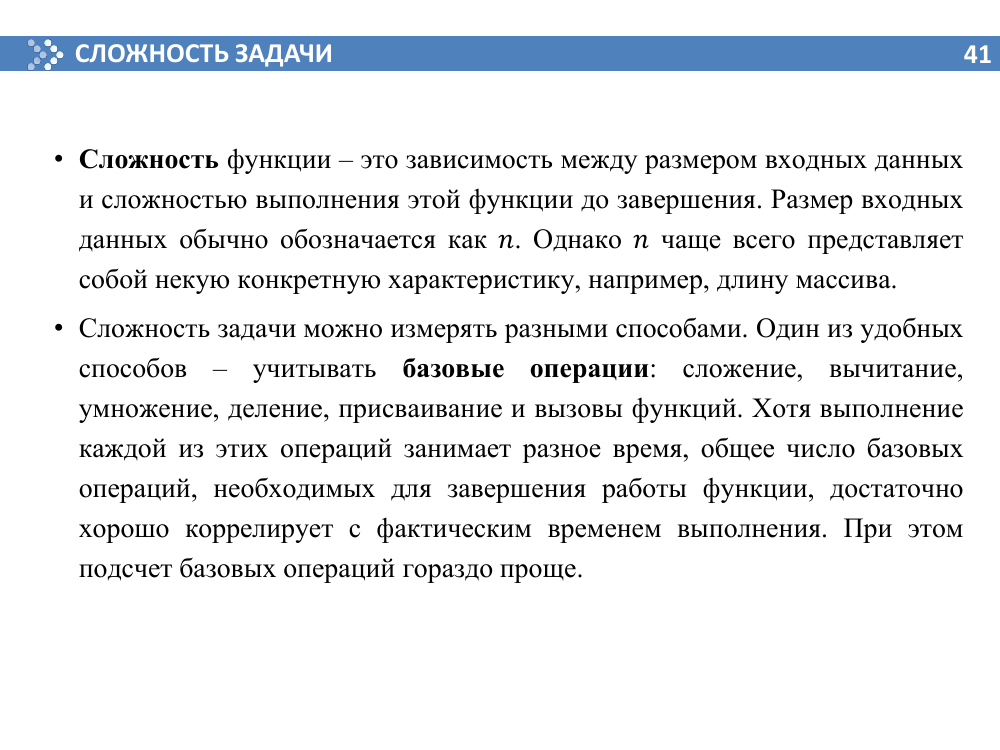 СЛОЖНОСТЬ ЗАДАЧИ
41
• Сложность функции – это зависимость между размером входных данных
и сложностью выполнения этой функции до завершения. Размер входных
данных обычно обозначается как n. Однако n чаще всего представляет
собой некую конкретную характеристику, например, длину массива.
• Сложность задачи можно измерять разными способами. Один из удобных
способов – учитывать базовые операции: сложение, вычитание,
умножение, деление, присваивание и вызовы функций. Хотя выполнение
каждой из этих операций занимает разное время, общее число базовых
операций, необходимых для завершения работы функции, достаточно
хорошо коррелирует с фактическим временем выполнения. При этом
подсчет базовых операций гораздо проще.